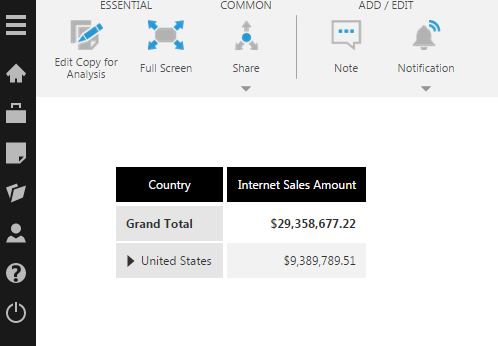 ESSENTIAL COMMON ADD / EDIT
Edit Copy for Analysis
Full Screen
Share
Note
Notification
Country Internet Sales Amount
Grand Total $29,358,677.22
United States $9,389,789.51